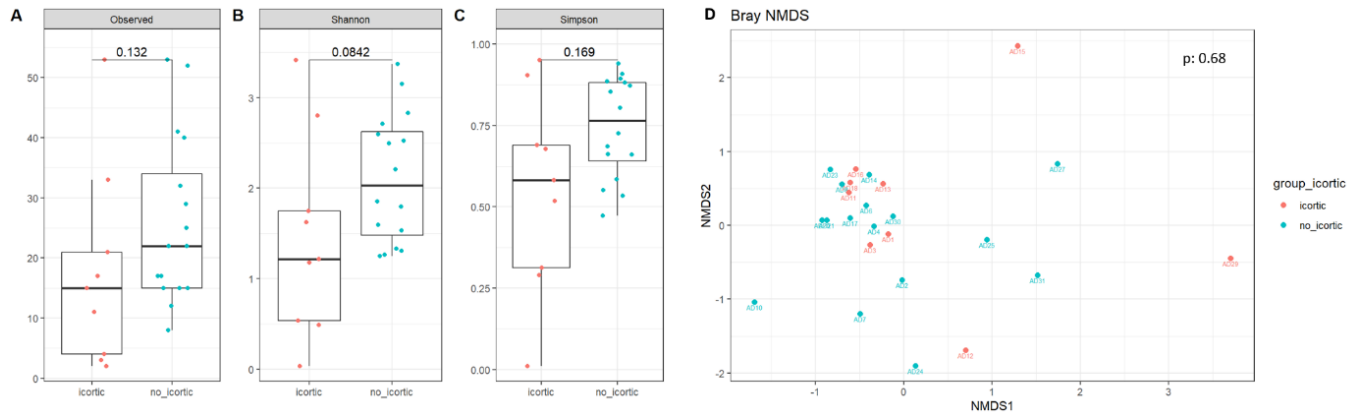 A
Observed
0.132
50
40
30
20
10
0
icortic
no_icortic
B
Shannon
0.0842
3
2
1
0
icortic
no_icortic
C
Simpson
0.169
1.00
0.75
0.50
0.25
0.00
icortic
no_icortic
D
Bray NMDS
p: 0.68
NMDS2
2
1
0
-1
-2
AD15
AD27
AD23
AD16
AD14
AD18
AD13
AD11
AD6
AD30
AD17
AD21
AD4
AD1
AD3
AD25
AD29
AD2
AD31
AD10
AD7
AD12
AD24
-1
0
1
2
3
NMDS1
group_icortic
icortic
no_icortic